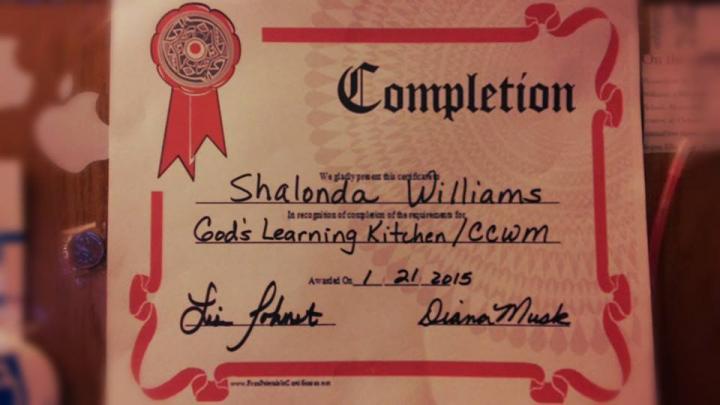 Completion
We gladly present this certificate to
Shalonda Williams
In recognition of completion of the requirements for
God's Learning Kitchen/CCWM
Awarded On 1 21 2015
Diana Musk
www.FreePrintableCertificates.net